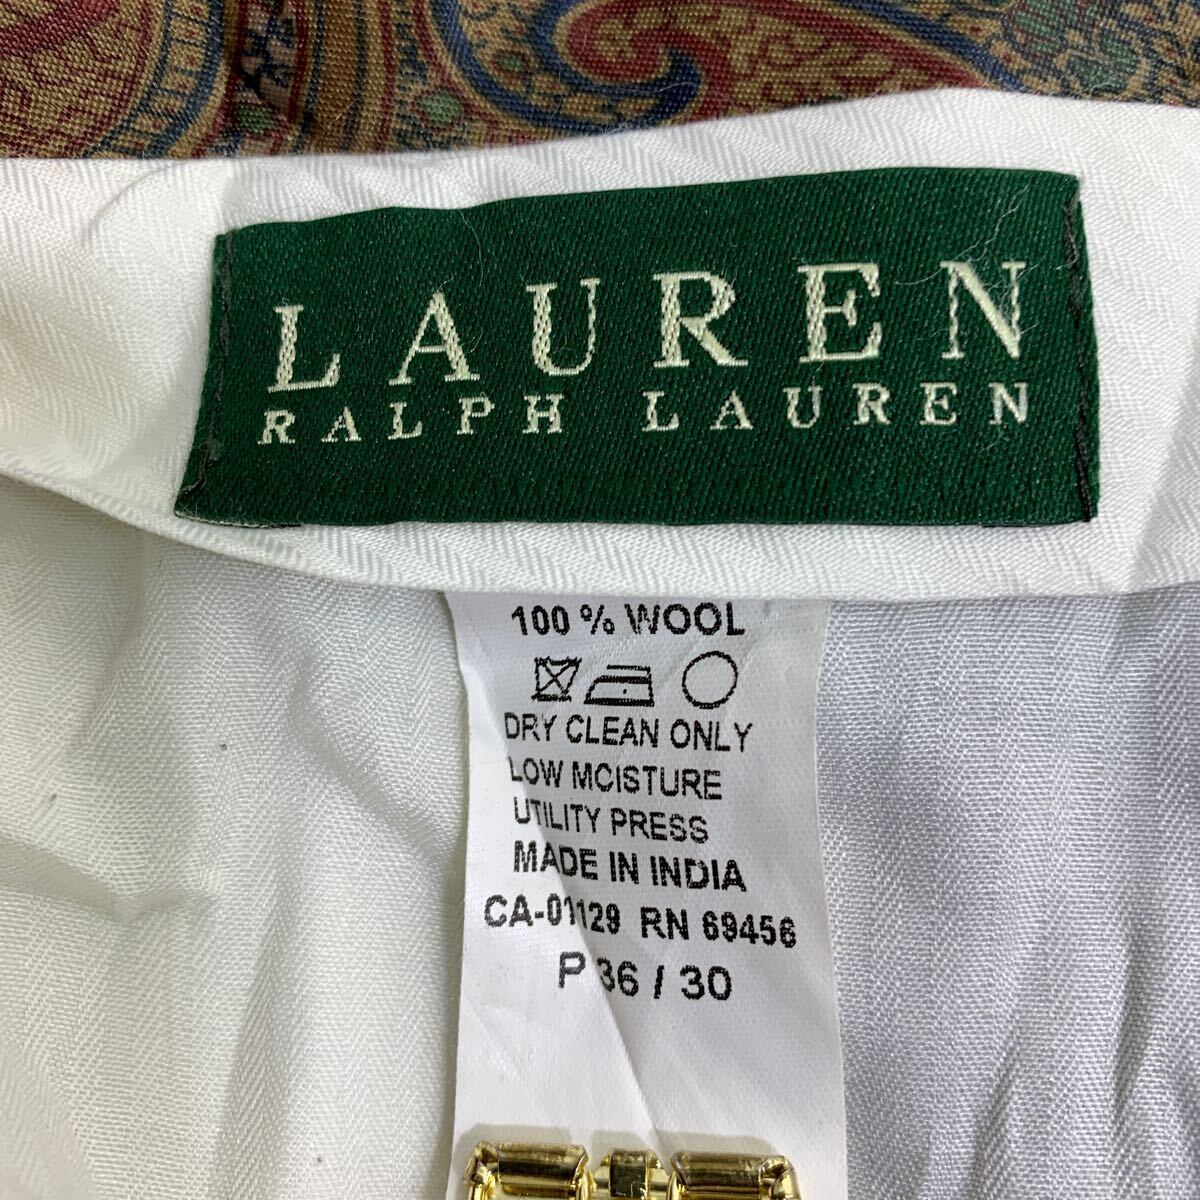 LAUREN
RALPH LAUREN
100 % WOOL
DRY CLEAN ONLY
LOW MCISTURE
UTILITY PRESS
MADE IN INDIA
CA-01129 RN 69456
P 36 / 30